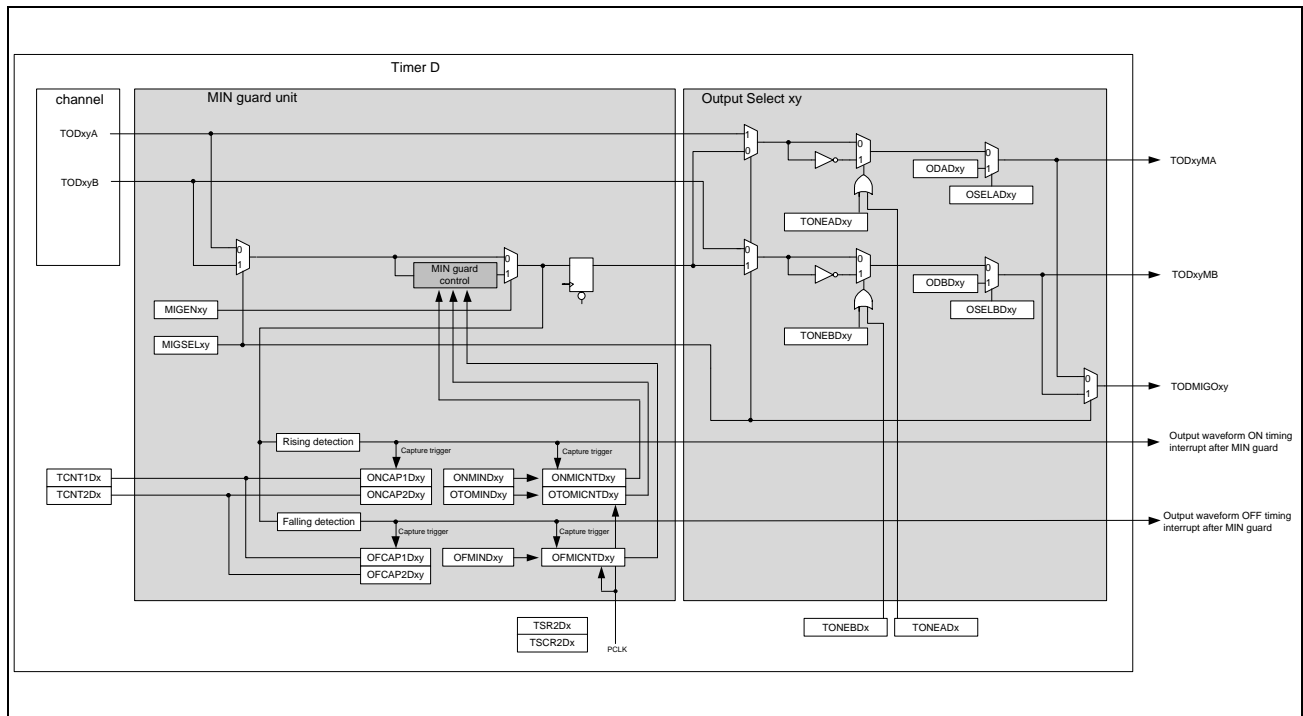 Timer D
channel
MIN guard unit
Output Select xy
TODxyA
TODxyB
1
0
0
1
ODADxy
0
1
OSELADxy
TONEADxy
TODxyMA
0
1
MIN guard
control
0
1
0
1
0
1
ODBDxy
0
1
OSELBDxy
TONEBDxy
TODxyMB
MIGENxy
MIGSELxy
0
1
TODMIGOxy
Rising detection
Capture trigger
Capture trigger
Output waveform ON timing
interrupt after MIN guard
TCNT1Dx
TCNT2Dx
ONCAP1Dxy
ONCAP2Dxy
ONMINDxy
OTOMINDxy
ONMICNTDxy
OTOMICNTDxy
Falling detection
Capture trigger
Capture trigger
Output waveform OFF timing
interrupt after MIN guard
OFCAP1Dxy
OFCAP2Dxy
OFMINDxy
OFMICNTDxy
TSR2Dx
TSCR2Dx
PCLK
TONEBDx
TONEADx